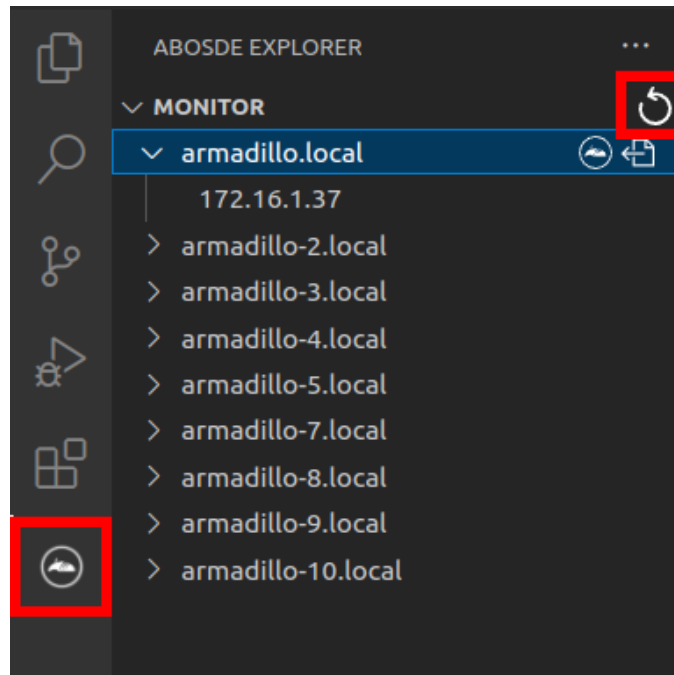 ABOSDE EXPLORER
MONITOR
armadillo.local
172.16.1.37
armadillo-2.local
armadillo-3.local
armadillo-4.local
armadillo-5.local
armadillo-7.local
armadillo-8.local
armadillo-9.local
armadillo-10.local